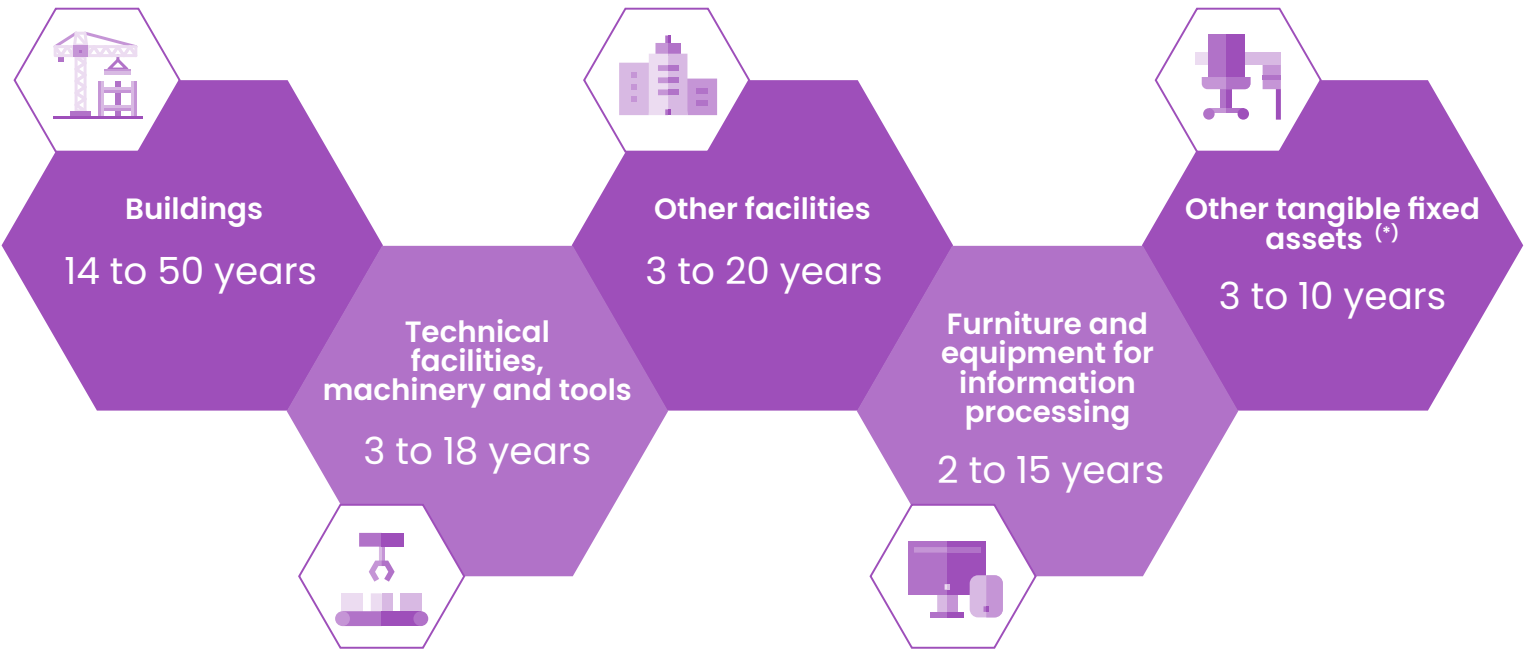 Buildings
14 to 50 years
Technical
facilities,
machinery and tools
3 to 18 years
Other facilities
3 to 20 years
Furniture and
equipment for
information
processing
2 to 15 years
Other tangible fixed
assets (*)
3 to 10 years